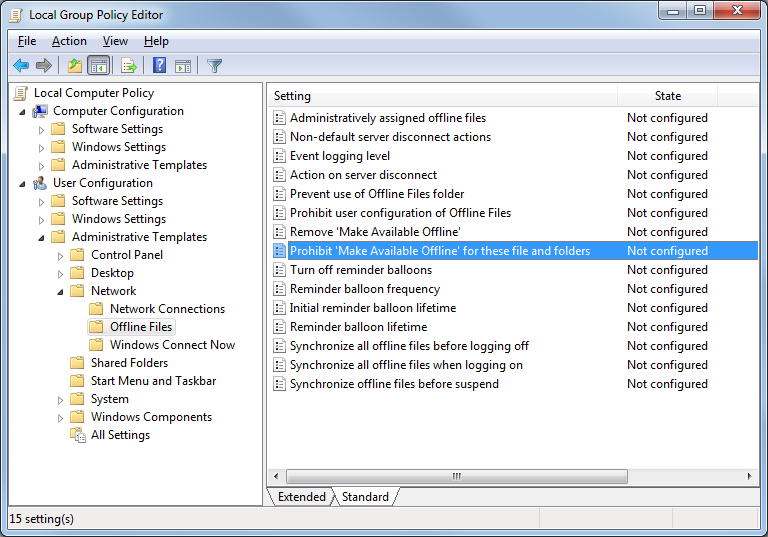 Local Group Policy Editor
File Action View Help
Local Computer Policy
Computer Configuration
Software Settings
Windows Settings
Administrative Templates
User Configuration
Software Settings
Windows Settings
Administrative Templates
Control Panel
Desktop
Network
Network Connections
Offline Files
Windows Connect Now
Shared Folders
Start Menu and Taskbar
System
Windows Components
All Settings
Setting State
Administratively assigned offline files Not configured
Non-default server disconnect actions Not configured
Event logging level Not configured
Action on server disconnect Not configured
Prevent use of Offline Files folder Not configured
Prohibit user configuration of Offline Files Not configured
Remove 'Make Available Offline' Not configured
Prohibit 'Make Available Offline' for these file and folders Not configured
Turn off reminder balloons Not configured
Reminder balloon frequency Not configured
Initial reminder balloon lifetime Not configured
Reminder balloon lifetime Not configured
Synchronize all offline files before logging off Not configured
Synchronize all offline files when logging on Not configured
Synchronize offline files before suspend Not configured
Extended Standard
15 setting(s)